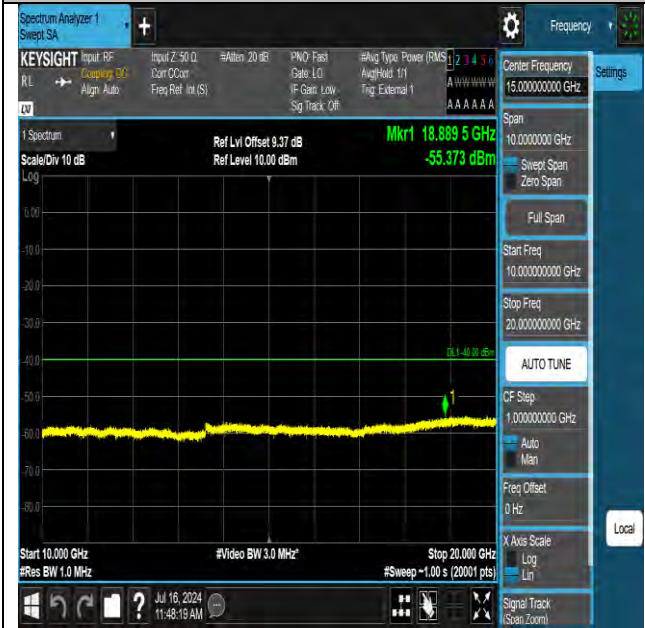 Spectrum Analyzer 1
Swept SA
+
Frequency
KEYSIGHT
RL
Input: RF
Coupling: DC
Align: Auto
Input Z: 50 Ω
Corr CCorr
Freq Ref: Int (S)
#Atten: 20 dB
PNO: Fast
Gate: LO
IF Gain: Low
Sig Track: Off
#Avg Type: Power (RMS
Avg|Hold: 1/1
Trig: External 1
1 2 3 4 5 6
A W W W W W
A A A A A A
1 Spectrum
Scale/Div 10 dB
Log
Ref Lvl Offset 9.37 dB
Ref Level 10.00 dBm
Mkr1 18.889 5 GHz
-55.373 dBm
0.00
-10.0
-20.0
-30.0
-40.0
-50.0
-60.0
-70.0
-80.0
DL1 -40.00 dBm
1
Start 10.000 GHz
#Res BW 1.0 MHz
#Video BW 3.0 MHz*
Stop 20.000 GHz
#Sweep ~1.00 s (20001 pts)
Center Frequency
15.000000000 GHz
Settings
Span
10.0000000 GHz
Swept Span
Zero Span
Full Span
Start Freq
10.000000000 GHz
Stop Freq
20.000000000 GHz
AUTO TUNE
CF Step
1.000000000 GHz
Auto
Man
Freq Offset
0 Hz
X Axis Scale
Log
Lin
Signal Track
(Span Zoom)
Local
?
Jul 16, 2024
11:48:19 AM